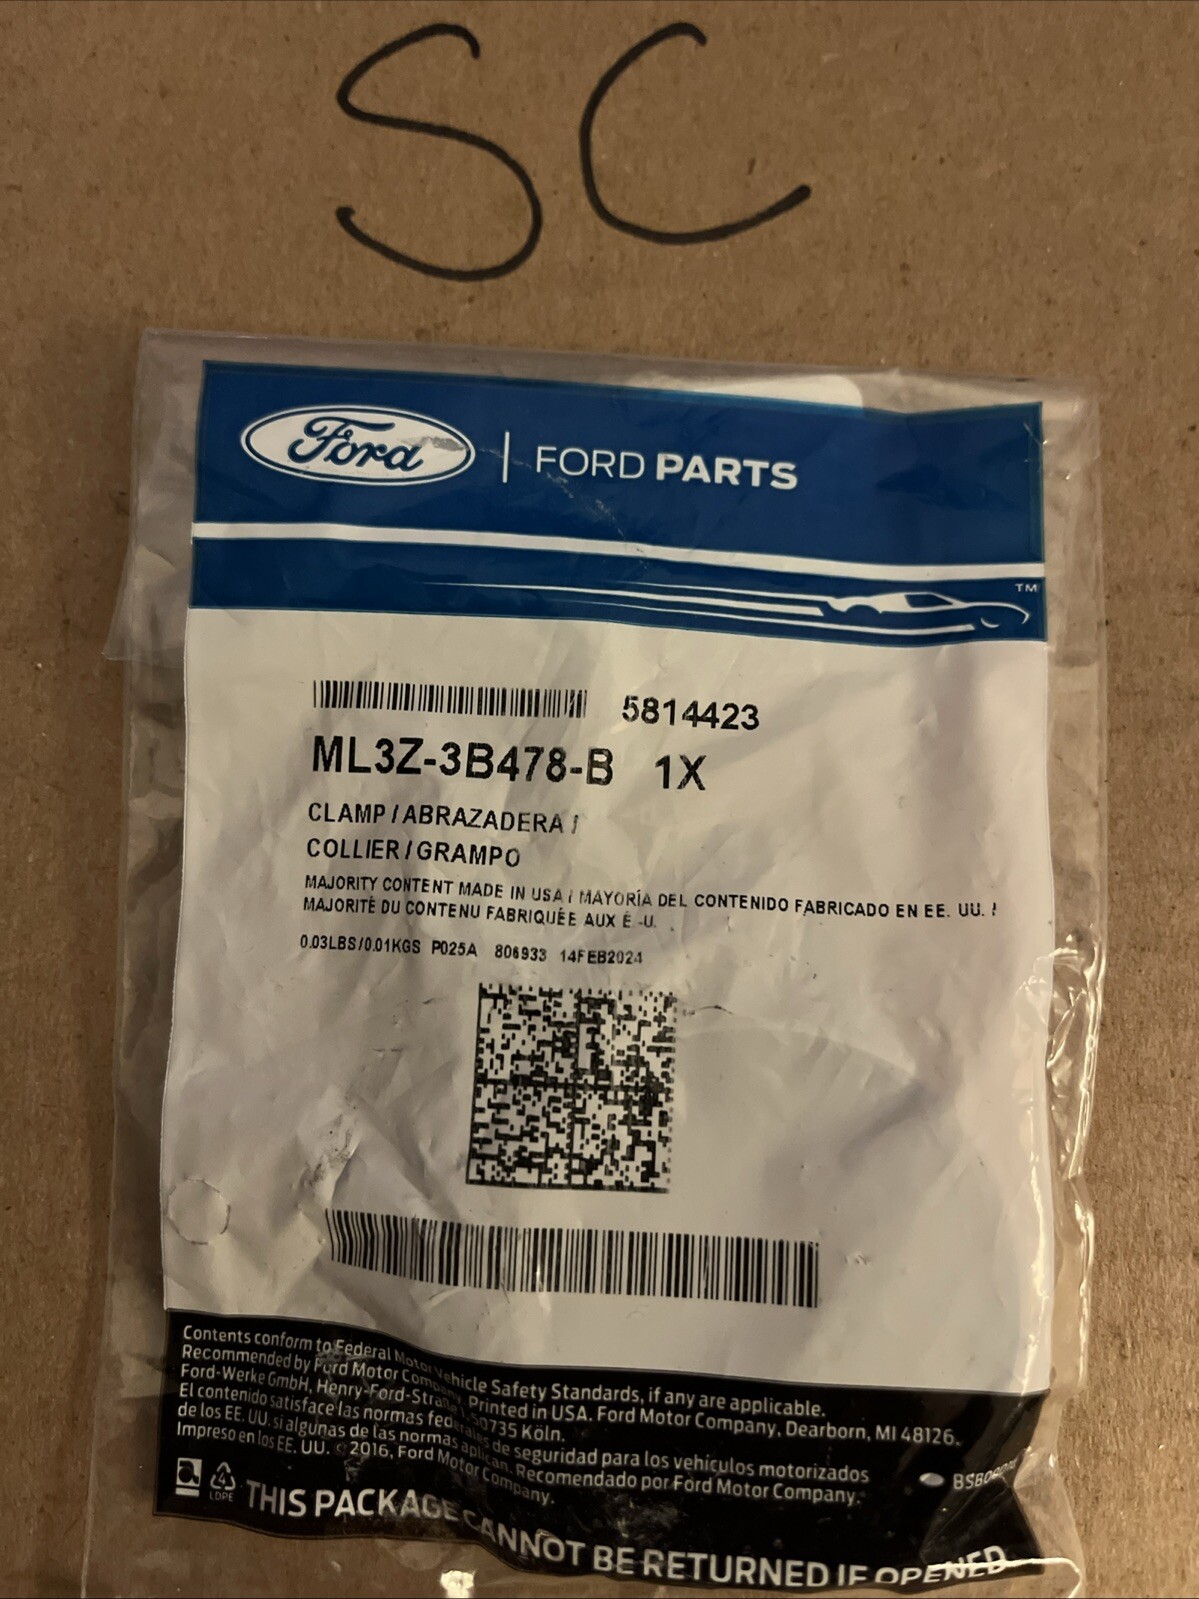 SC
Ford | FORD PARTS
TM
5814423
ML3Z-3B478-B 1X
CLAMP / ABRAZADERA /
COLLIER / GRAMPO
MAJORITY CONTENT MADE IN USA / MAYORÍA DEL CONTENIDO FABRICADO EN EE. UU. /
MAJORITÉ DU CONTENU FABRIQUÉE AUX É.-U.
0.03LBS/0.01KGS P025A 806933 14FEB2024
Contents conform to Federal Motor Vehicle Safety Standards, if any are applicable.
Recommended by Ford Motor Company. Printed in USA. Ford Motor Company, Dearborn, MI 48126.
Ford-Werke GmbH, Henry-Ford-Straße 1, 50735 Köln.
El contenido satisface las normas federales de seguridad para los vehículos motorizados
de los EE. UU. si algunas de las normas aplican. Recomendado por Ford Motor Company.
Impreso en los EE. UU. © 2016, Ford Motor Company.
4
LDPE
THIS PACKAGE CANNOT BE RETURNED IF OPENED